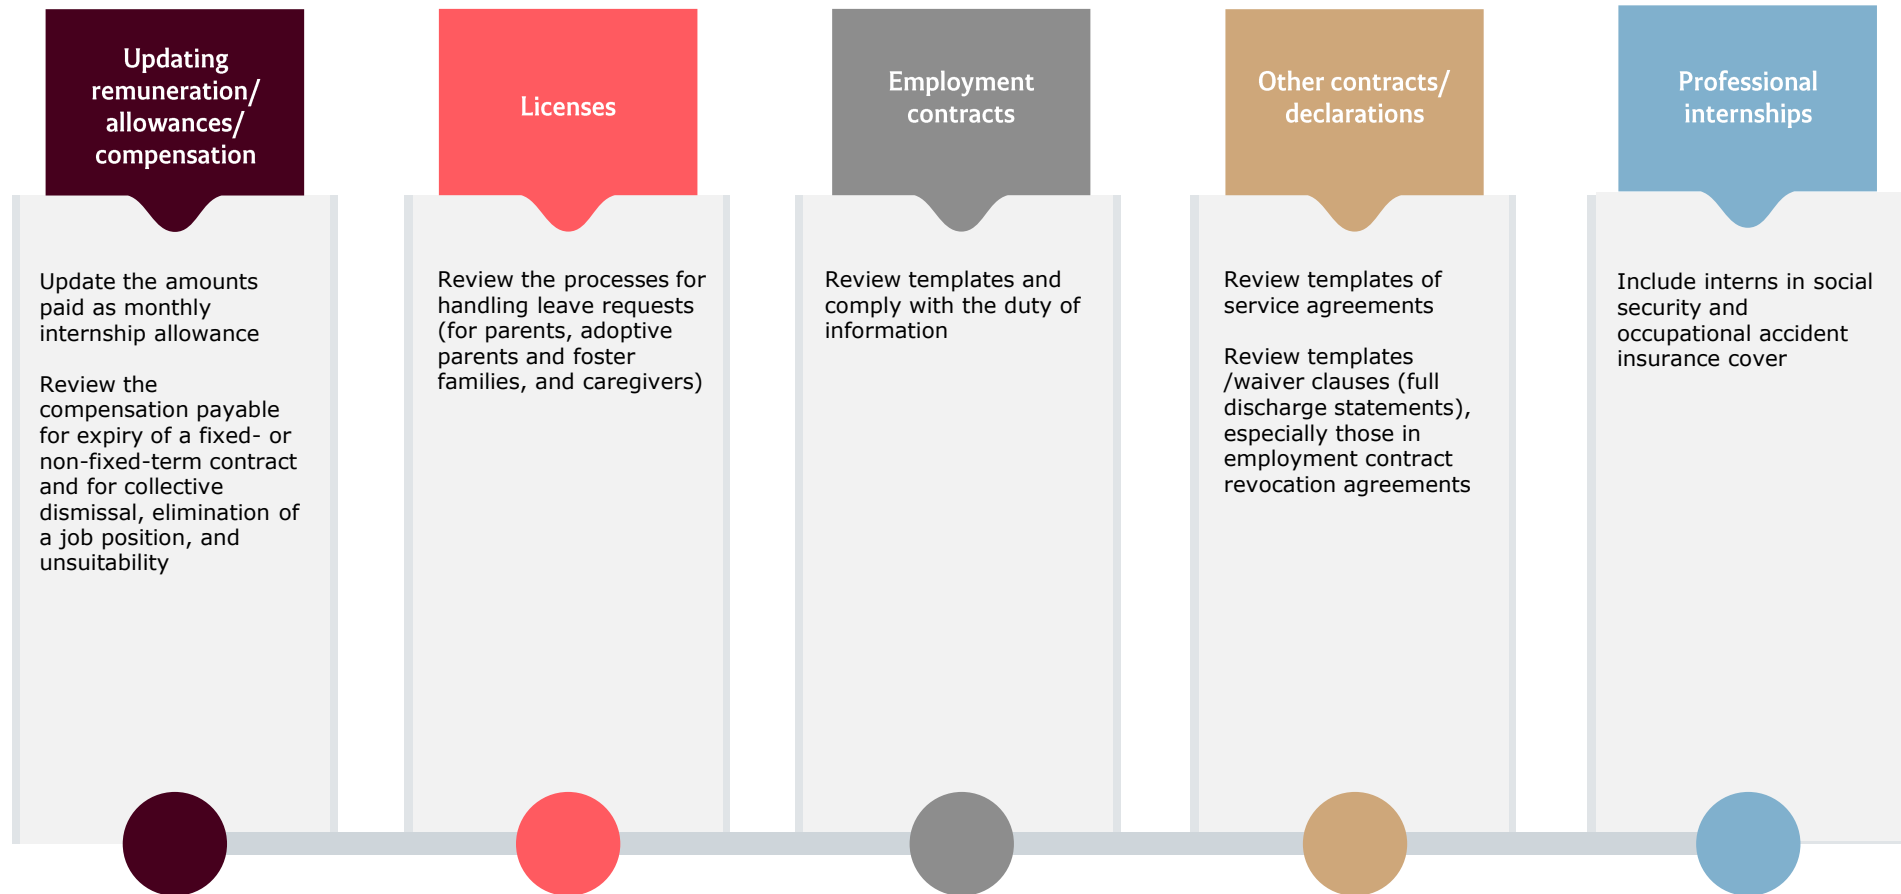 Updating
remuneration/
allowances/
compensation
Update the amounts
paid as monthly
internship allowance
Review the
compensation payable
for expiry of a fixed- or
non-fixed-term contract
and for collective
dismissal, elimination of
a job position, and
unsuitability
Licenses
Review the processes for
handling leave requests
(for parents, adoptive
parents and foster
families, and caregivers)
Employment
contracts
Review templates and
comply with the duty of
information
Other contracts/
declarations
Review templates of
service agreements
Review templates
/waiver clauses (full
discharge statements),
especially those in
employment contract
revocation agreements
Professional
internships
Include interns in social
security and
occupational accident
insurance cover